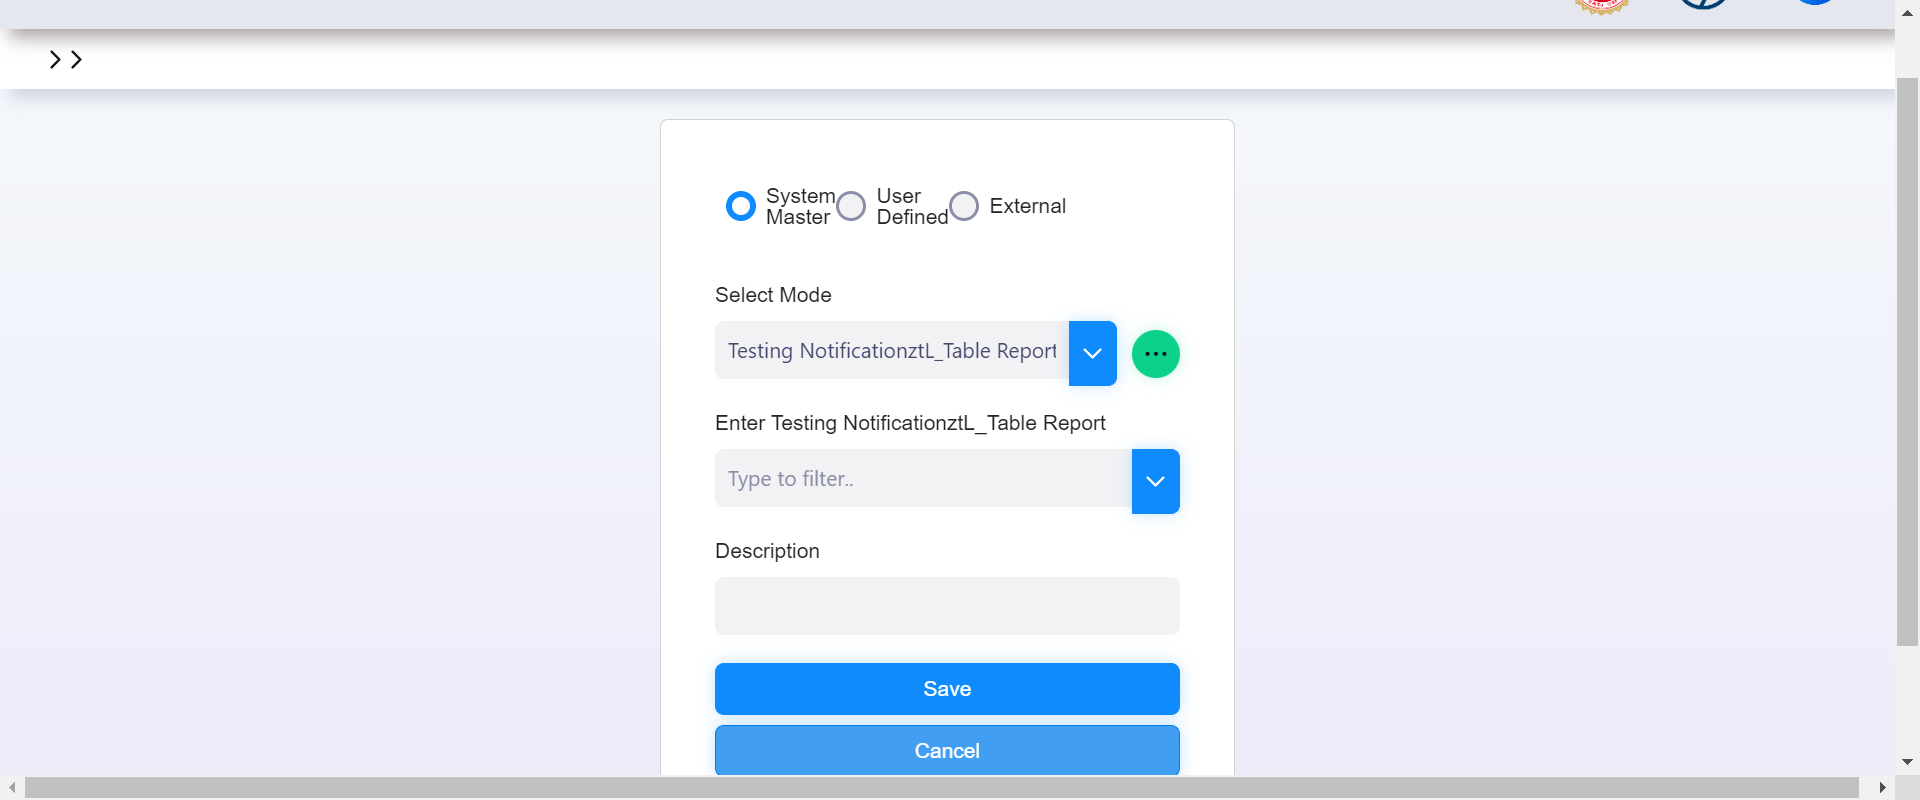 System
Master
User
Defined
External
Select Mode
Testing NotificationztL_Table Report
Enter Testing NotificationztL_Table Report
Type to filter..
Description
Save
Cancel